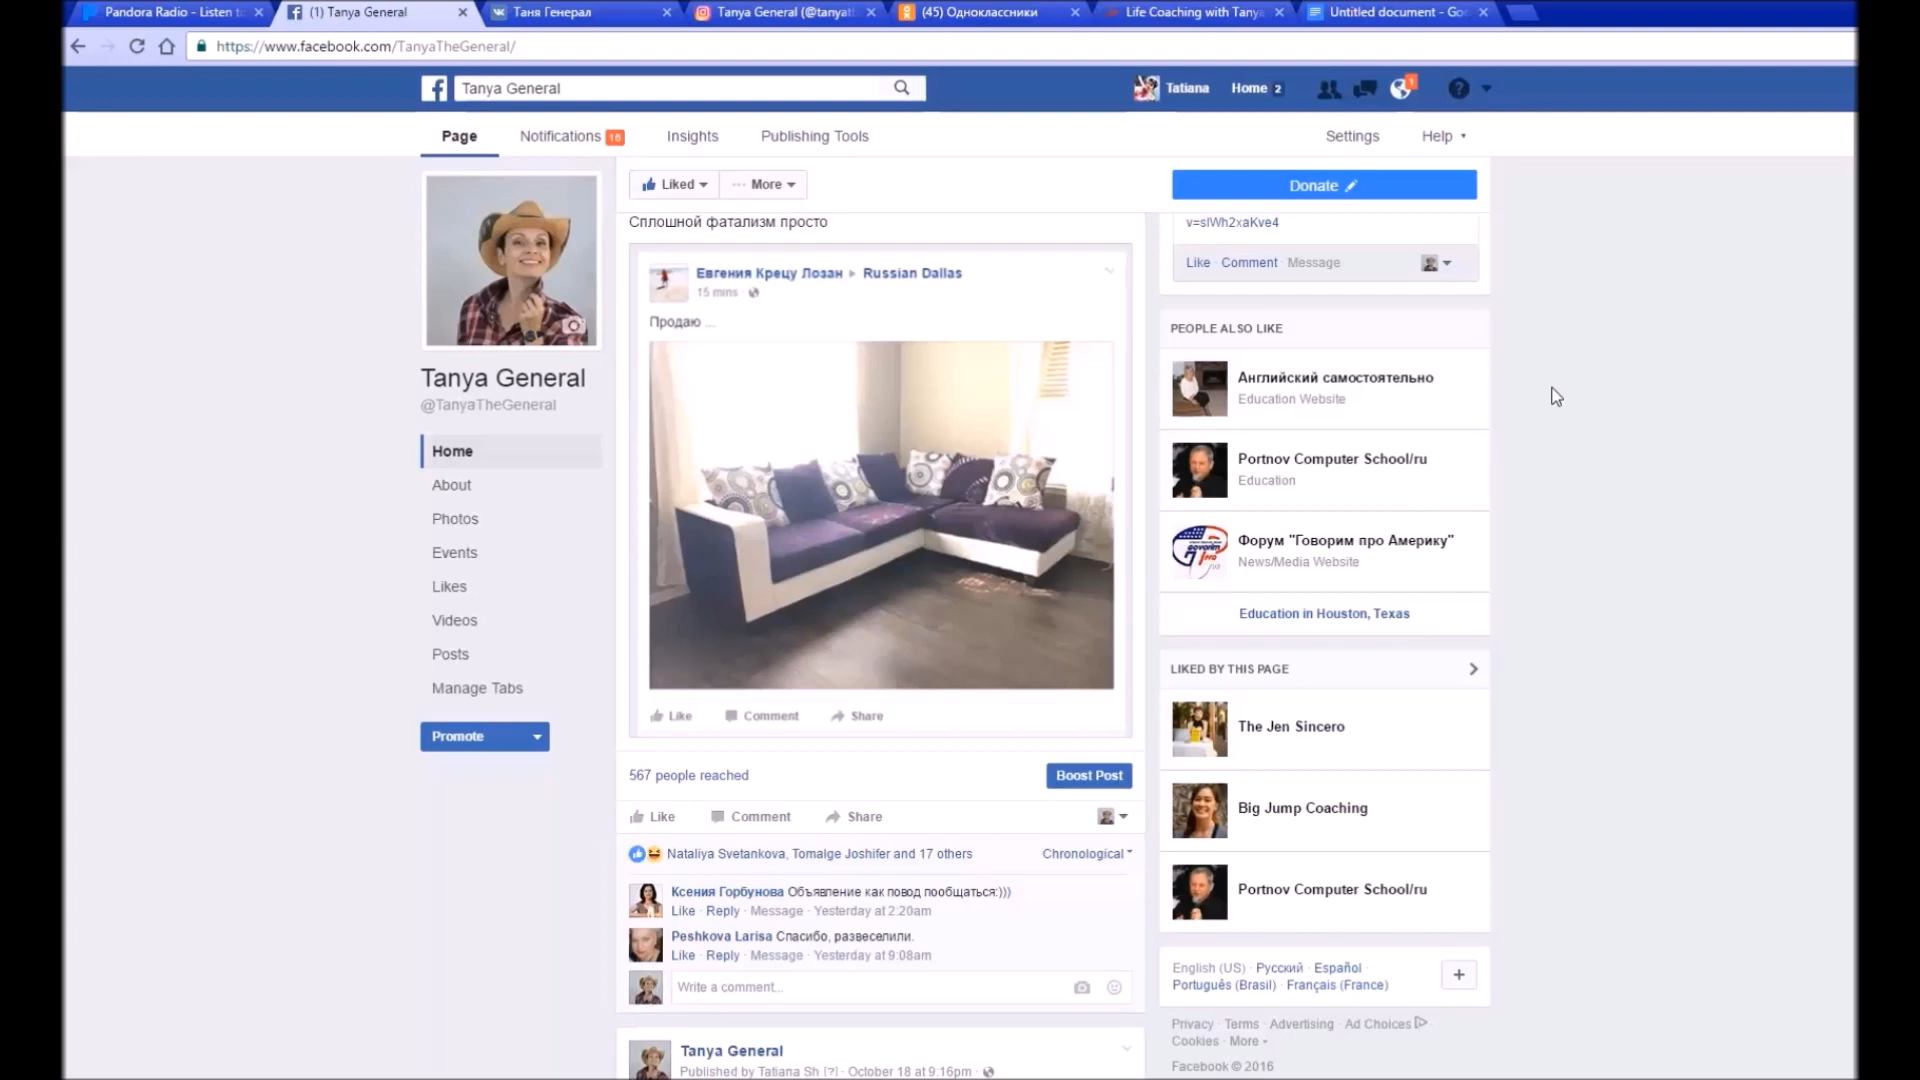 Pandora Radio - Listen to
(1) Tanya General
Таня Генерал
Tanya General (@tanyath
(45) Одноклассники
Life Coaching with Tanya
Untitled document - Goo
https://www.facebook.com/TanyaTheGeneral/
Tanya General
Tatiana
Home 2
1
Page
Notifications 16
Insights
Publishing Tools
Settings
Help
Liked
More
Donate
Tanya General
@TanyaTheGeneral
Home
About
Photos
Events
Likes
Videos
Posts
Manage Tabs
Promote
Сплошной фатализм просто
Евгения Крецу Лозан ▸ Russian Dallas
15 mins ·
Продаю ...
Like Comment Share
567 people reached
Boost Post
Like Comment Share
Nataliya Svetankova, Tomalge Joshifer and 17 others
Chronological
Ксения Горбунова Объявление как повод пообщаться:)))
Like · Reply · Message · Yesterday at 2:20am
Peshkova Larisa Спасибо, развеселили.
Like · Reply · Message · Yesterday at 9:08am
Write a comment...
Tanya General
Published by Tatiana Sh [?] · October 18 at 9:16pm ·
v=slWh2xaKve4
Like · Comment · Message
PEOPLE ALSO LIKE
Английский самостоятельно
Education Website
Portnov Computer School/ru
Education
Форум "Говорим про Америку"
News/Media Website
Education in Houston, Texas
LIKED BY THIS PAGE
The Jen Sincero
Big Jump Coaching
Portnov Computer School/ru
English (US) · Русский · Español ·
Português (Brasil) · Français (France)
Privacy · Terms · Advertising · Ad Choices
Cookies · More
Facebook © 2016